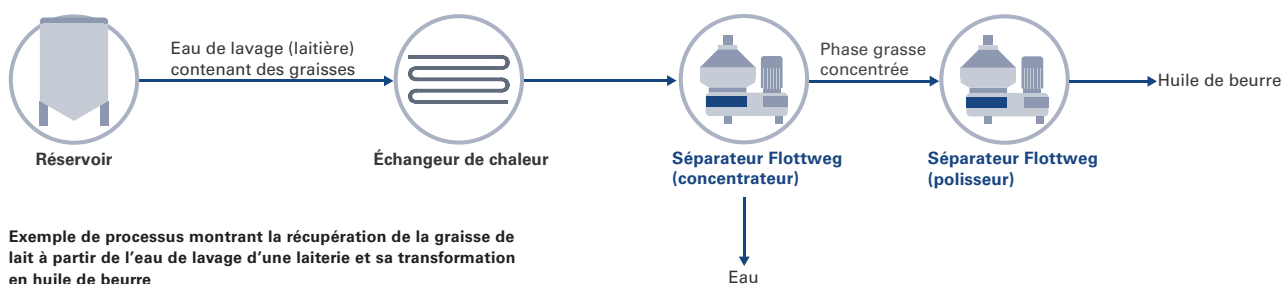 Eau de lavage (laitière)
contenant des graisses
Phase grasse
concentrée
Huile de beurre
Réservoir
Échangeur de chaleur
Séparateur Flottweg
(concentrateur)
Séparateur Flottweg
(polisseur)
Exemple de processus montrant la récupération de la graisse de
lait à partir de l’eau de lavage d’une laiterie et sa transformation
en huile de beurre
Eau